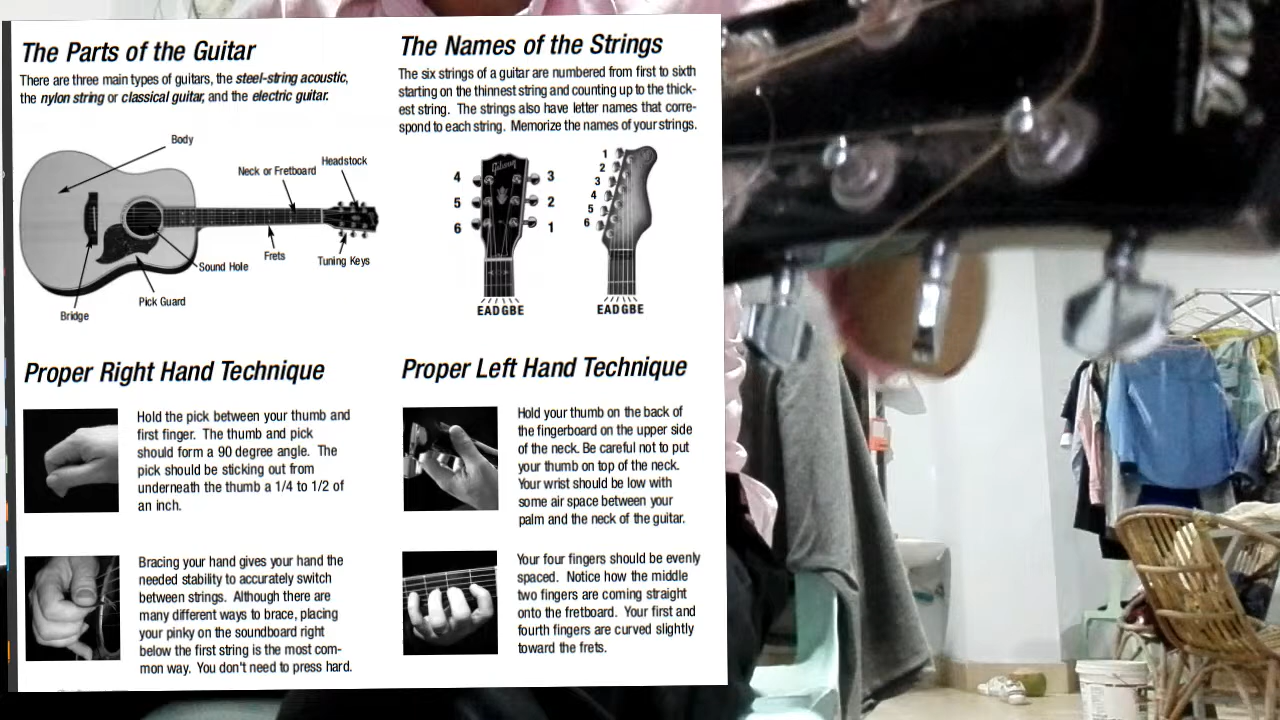 The Parts of the Guitar
There are three main types of guitars, the steel-string acoustic,
the nylon string or classical guitar, and the electric guitar.
Body
Neck or Fretboard
Headstock
Sound Hole
Frets
Tuning Keys
Pick Guard
Bridge
The Names of the Strings
The six strings of a guitar are numbered from first to sixth
starting on the thinnest string and counting up to the thick-
est string. The strings also have letter names that corre-
spond to each string. Memorize the names of your strings.
Gibson
4 3
5 2
6 1
EADGBE
1
2
3
4
5
6
EADGBE
Proper Right Hand Technique
Hold the pick between your thumb and
first finger. The thumb and pick
should form a 90 degree angle. The
pick should be sticking out from
underneath the thumb a 1/4 to 1/2 of
an inch.
Bracing your hand gives your hand the
needed stability to accurately switch
between strings. Although there are
many different ways to brace, placing
your pinky on the soundboard right
below the first string is the most com-
mon way. You don't need to press hard.
Proper Left Hand Technique
Hold your thumb on the back of
the fingerboard on the upper side
of the neck. Be careful not to put
your thumb on top of the neck.
Your wrist should be low with
some air space between your
palm and the neck of the guitar.
Your four fingers should be evenly
spaced. Notice how the middle
two fingers are coming straight
onto the fretboard. Your first and
fourth fingers are curved slightly
toward the frets.